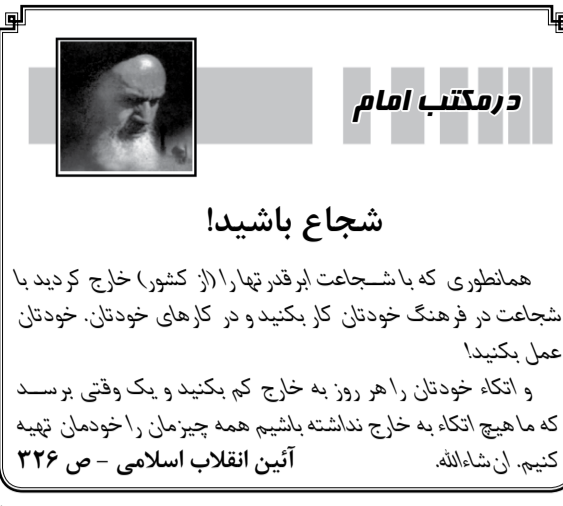 درمکتب امام
شجاع باشید!
همانطوری که با شجاعت ابرقدرتها را (از کشور) خارج کردید با
شجاعت در فرهنگ خودتان کار بکنید و در کارهای خودتان. خودتان
عمل بکنید!
و اتکاء خودتان را هر روز به خارج کم بکنید و یک وقتی برسد
که ما هیچ اتکاء به خارج نداشته باشیم همه چیزمان را خودمان تهیه
کنیم. ان شاءالله. آئین انقلاب اسلامی - ص ۳۲۶